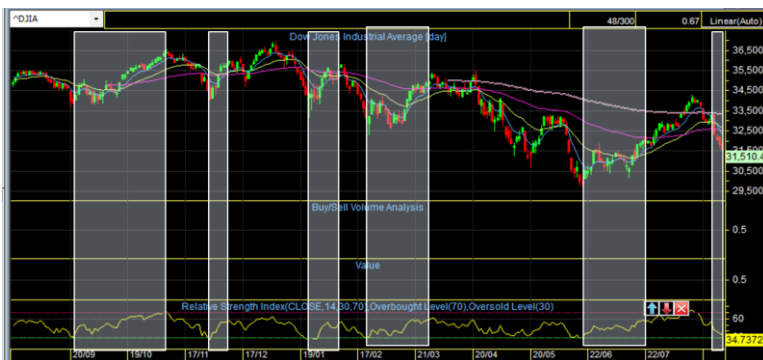 ^DJIA 48/300 0.67 Linear(Auto)
Dow Jones Industrial Average [day]
36,500
35,500
34,500
33,500
32,500
31,510.4
30,500
29,500
Buy/Sell Volume Analysis
0.5
Value
0.5
Relative Strength Index(CLOSE,14,30,70),Overbought Level(70),Oversold Level(30)
60
34.7372
20/09 19/10 17/11 17/12 19/01 17/02 21/03 20/04 20/05 22/06 22/07